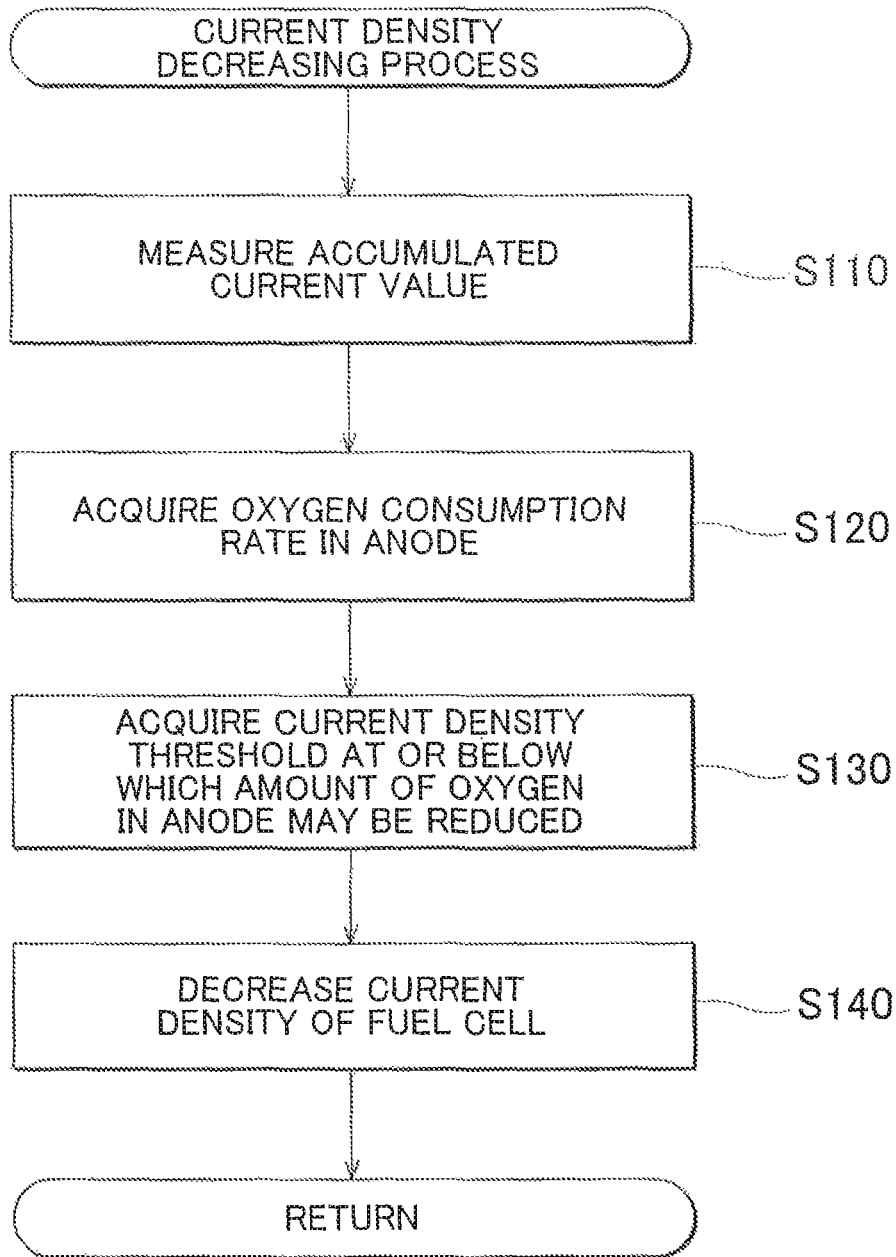 CURRENT DENSITY
DECREASING PROCESS
MEASURE ACCUMULATED
CURRENT VALUE
S110
ACQUIRE OXYGEN CONSUMPTION
RATE IN ANODE
S120
ACQUIRE CURRENT DENSITY
THRESHOLD AT OR BELOW
WHICH AMOUNT OF OXYGEN
IN ANODE MAY BE REDUCED
S130
DECREASE CURRENT
DENSITY OF FUEL CELL
S140
RETURN